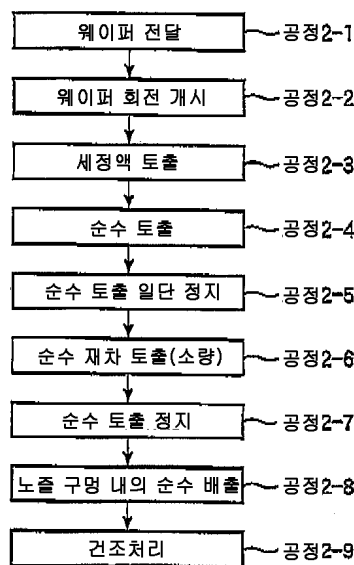 웨이퍼 전달 공정2-1
웨이퍼 회전 개시 공정2-2
세정액 토출 공정2-3
순수 토출 공정2-4
순수 토출 일단 정지 공정2-5
순수 재차 토출(소량) 공정2-6
순수 토출 정지 공정2-7
노즐 구멍 내의 순수 배출 공정2-8
건조처리 공정2-9